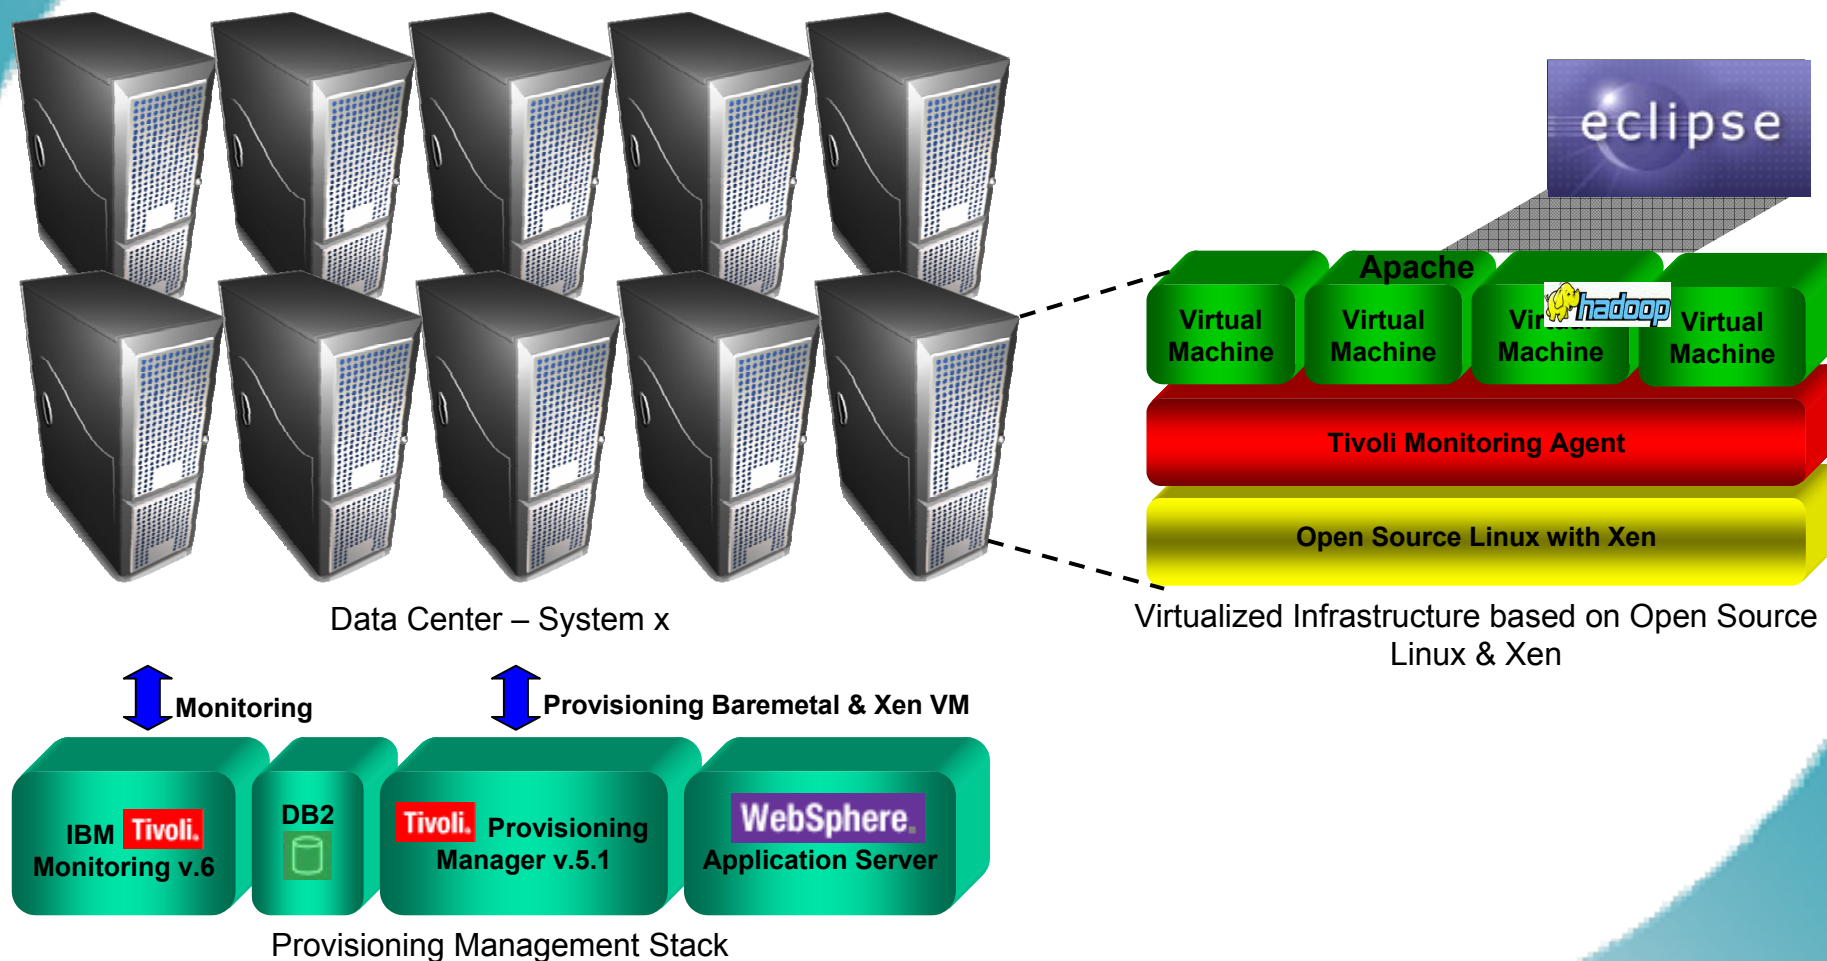 eclipse
Apache
hadoop
Virtual
Machine
Virtual
Machine
Virtual
Machine
Virtual
Machine
Tivoli Monitoring Agent
Open Source Linux with Xen
Data Center – System x
Virtualized Infrastructure based on Open Source
Linux & Xen
Monitoring
Provisioning Baremetal & Xen VM
IBM Tivoli.
Monitoring v.6
DB2
Tivoli. Provisioning
Manager v.5.1
WebSphere.
Application Server
Provisioning Management Stack